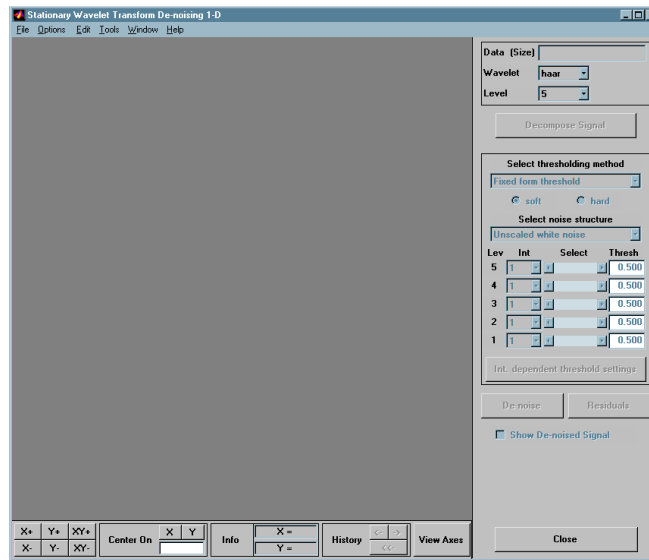 Stationary Wavelet Transform De-noising 1-D
File Options Edit Tools Window Help
Data (Size)
Wavelet haar
Level 5
Decompose Signal
Select thresholding method
Fixed form threshold
soft hard
Select noise structure
Unscaled white noise
Lev Int Select Thresh
5 1 0.500
4 1 0.500
3 1 0.500
2 1 0.500
1 1 0.500
Int. dependent threshold settings
De-noise Residuals
Show De-noised Signal
X+ Y+ XY+
X- Y- XY-
Center On X Y
Info X =
Y =
History <- ->
<<-
View Axes
Close